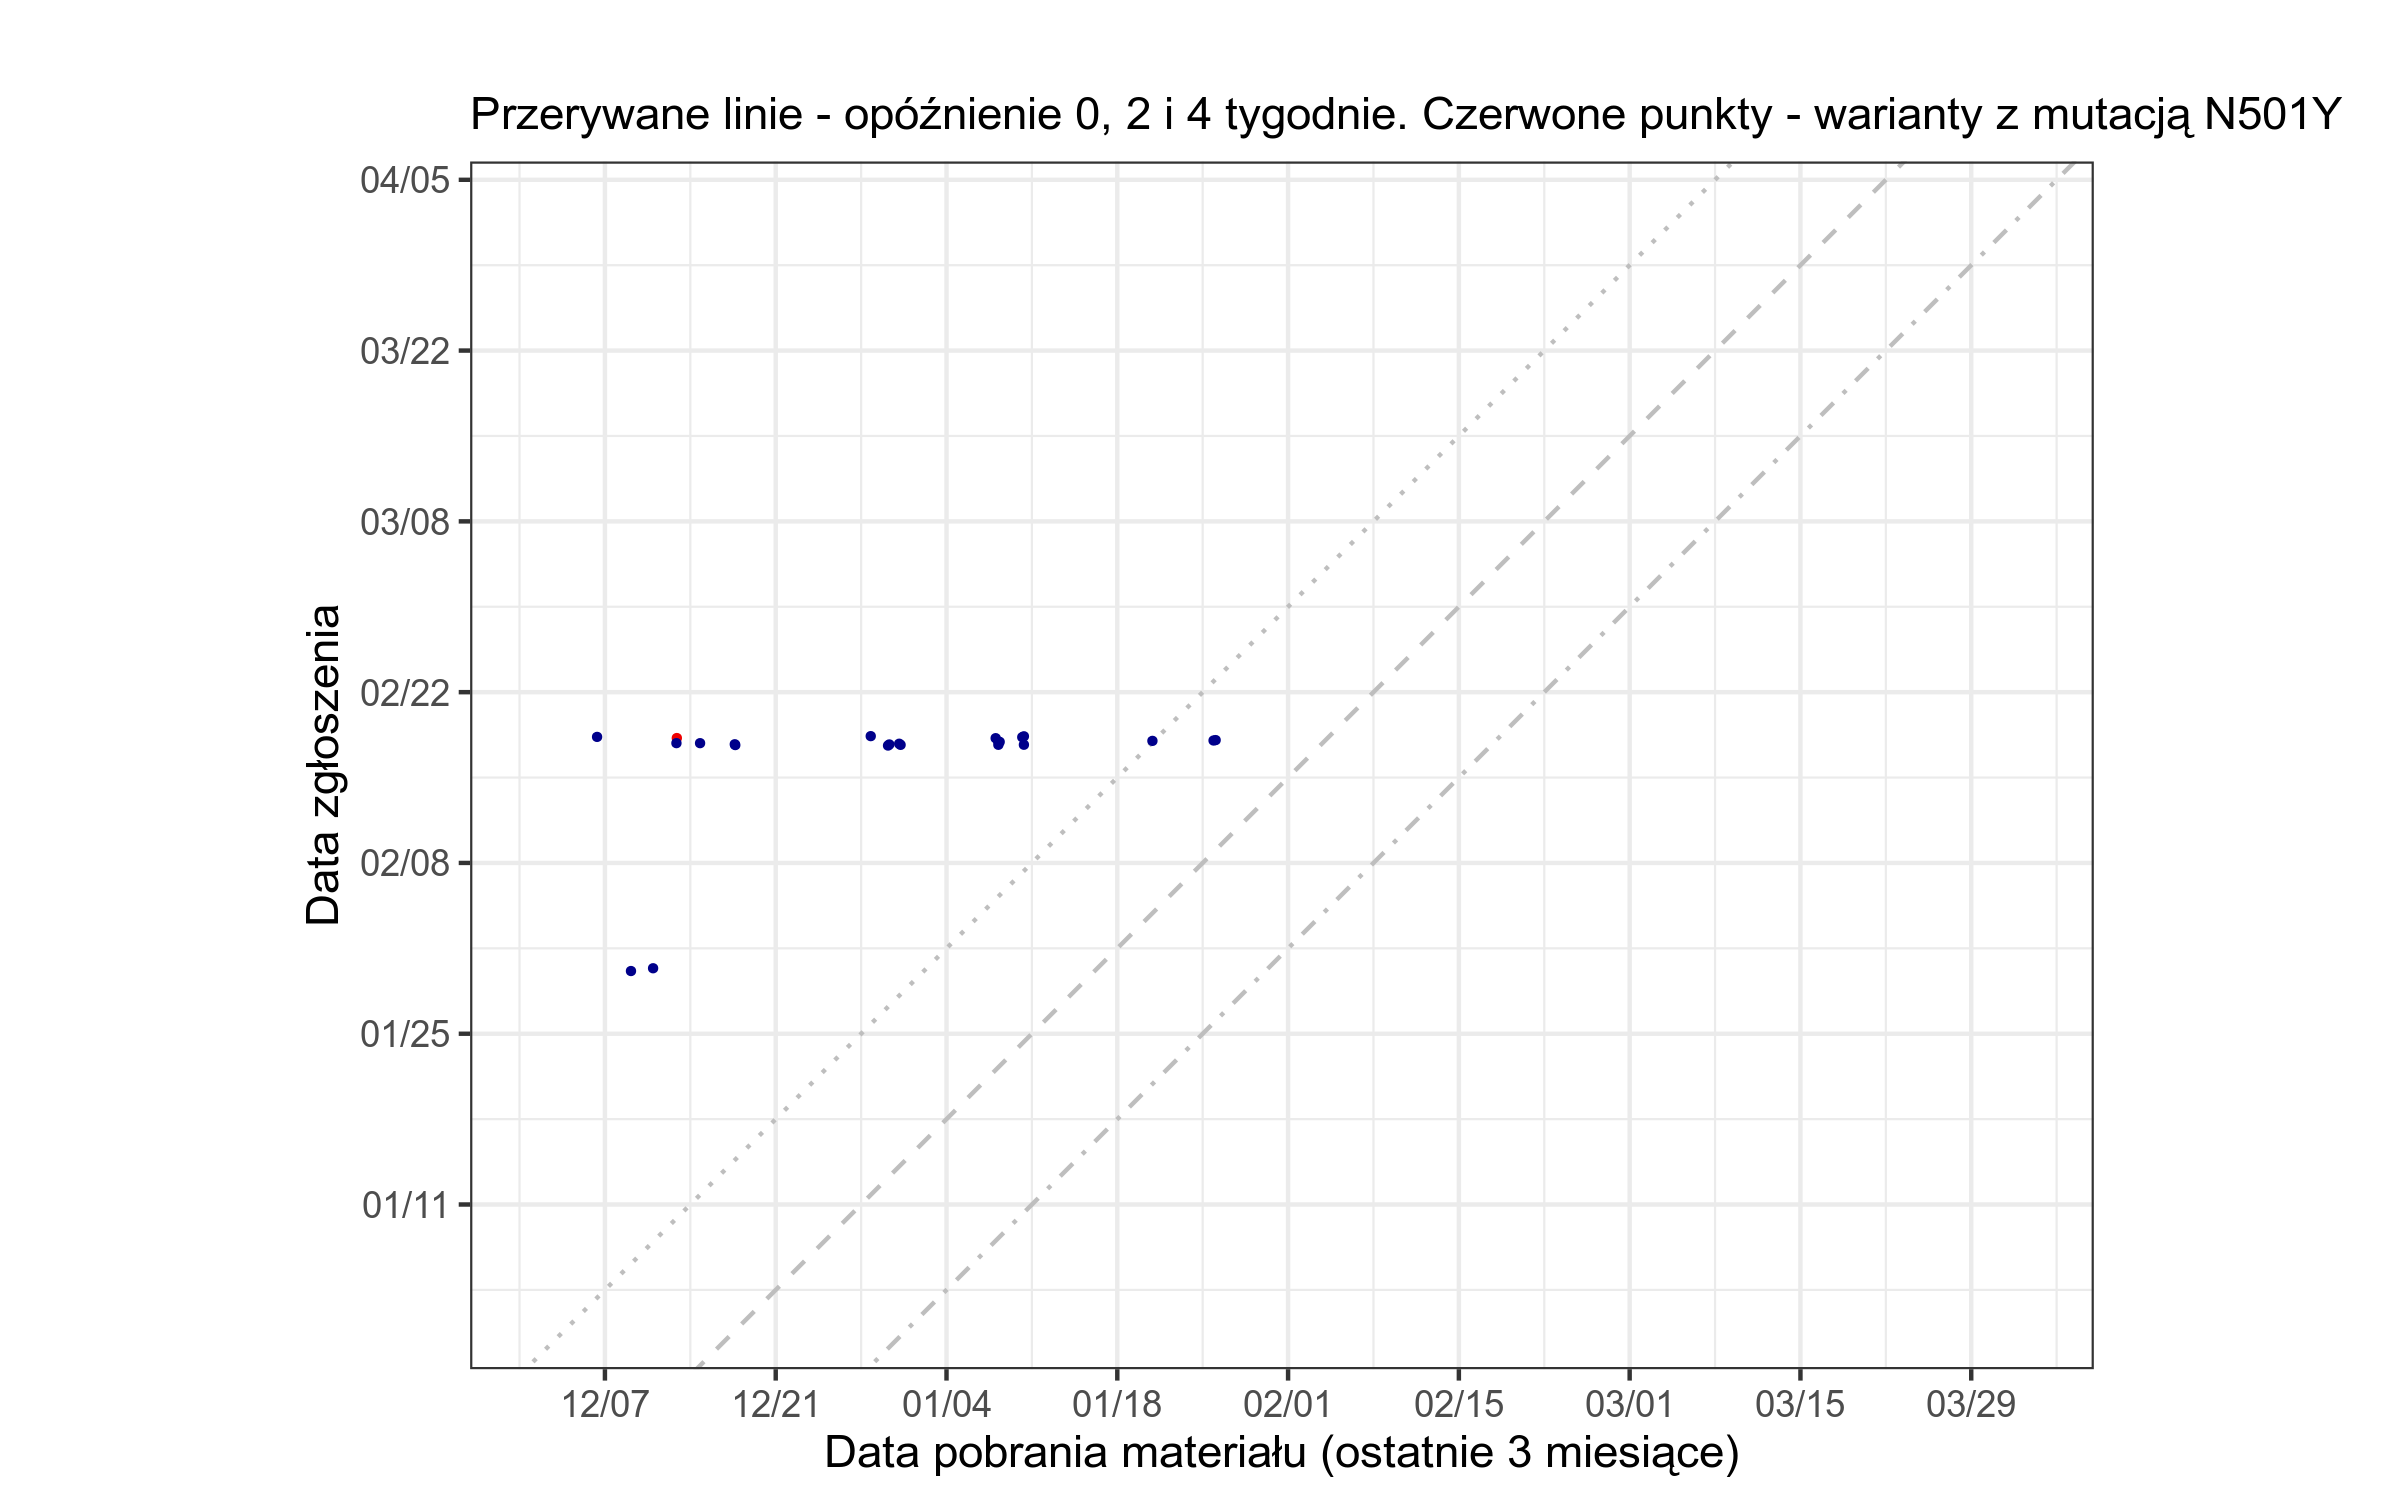 Przerywane linie - opóźnienie 0, 2 i 4 tygodnie. Czerwone punkty - warianty z mutacją N501Y
04/05
03/22
03/08
02/22
02/08
01/25
01/11
Data zgłoszenia
12/07 12/21 01/04 01/18 02/01 02/15 03/01 03/15 03/29
Data pobrania materiału (ostatnie 3 miesiące)